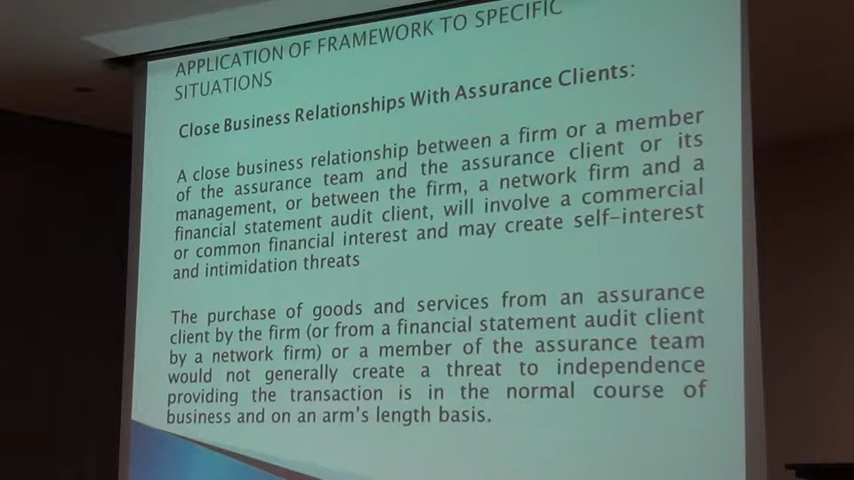 APPLICATION OF FRAMEWORK TO SPECIFIC
SITUATIONS
Close Business Relationships With Assurance Clients:
A close business relationship between a firm or a member
of the assurance team and the assurance client or its
management, or between the firm, a network firm and a
financial statement audit client, will involve a commercial
or common financial interest and may create self-interest
and intimidation threats
The purchase of goods and services from an assurance
client by the firm (or from a financial statement audit client
by a network firm) or a member of the assurance team
would not generally create a threat to independence
providing the transaction is in the normal course of
business and on an arm's length basis.